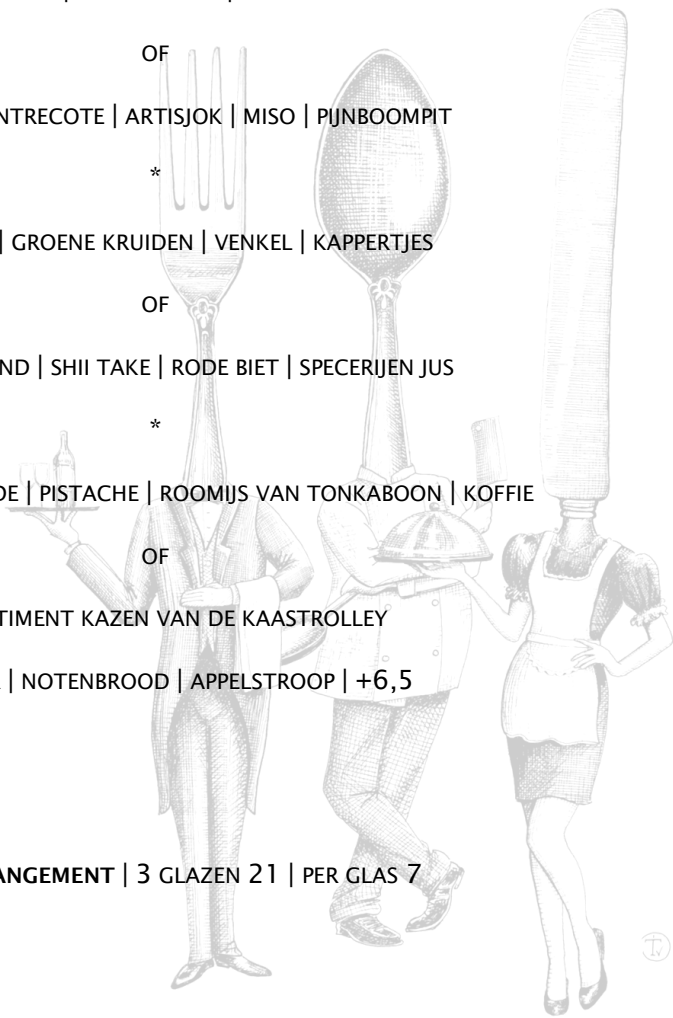 OF
NTRECOTE | ARTISJOK | MISO | PIJNBOOMPIT
*
| GROENE KRUIDEN | VENKEL | KAPPERTJES
OF
ND | SHII TAKE | RODE BIET | SPECERIJEN JUS
*
DE | PISTACHE | ROOMIJS VAN TONKABOON | KOFFIE
OF
TIMENT KAZEN VAN DE KAASTROLLEY
| NOTENBROOD | APPELSTROOP | +6,5
ANGEMENT | 3 GLAZEN 21 | PER GLAS 7